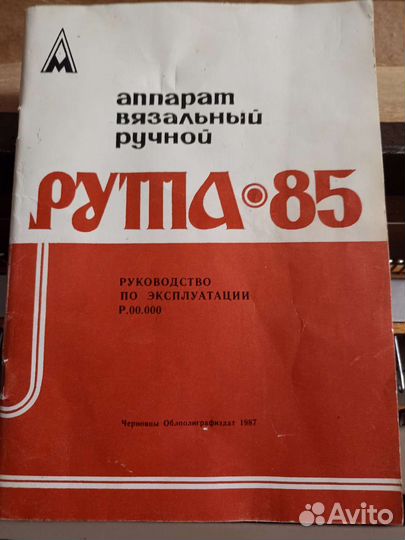 аппарат
вязальный
ручной
РУТА•85
РУКОВОДСТВО
ПО ЭКСПЛУАТАЦИИ
Р.00.000
Черновцы Облполиграфиздат 1987
Avito